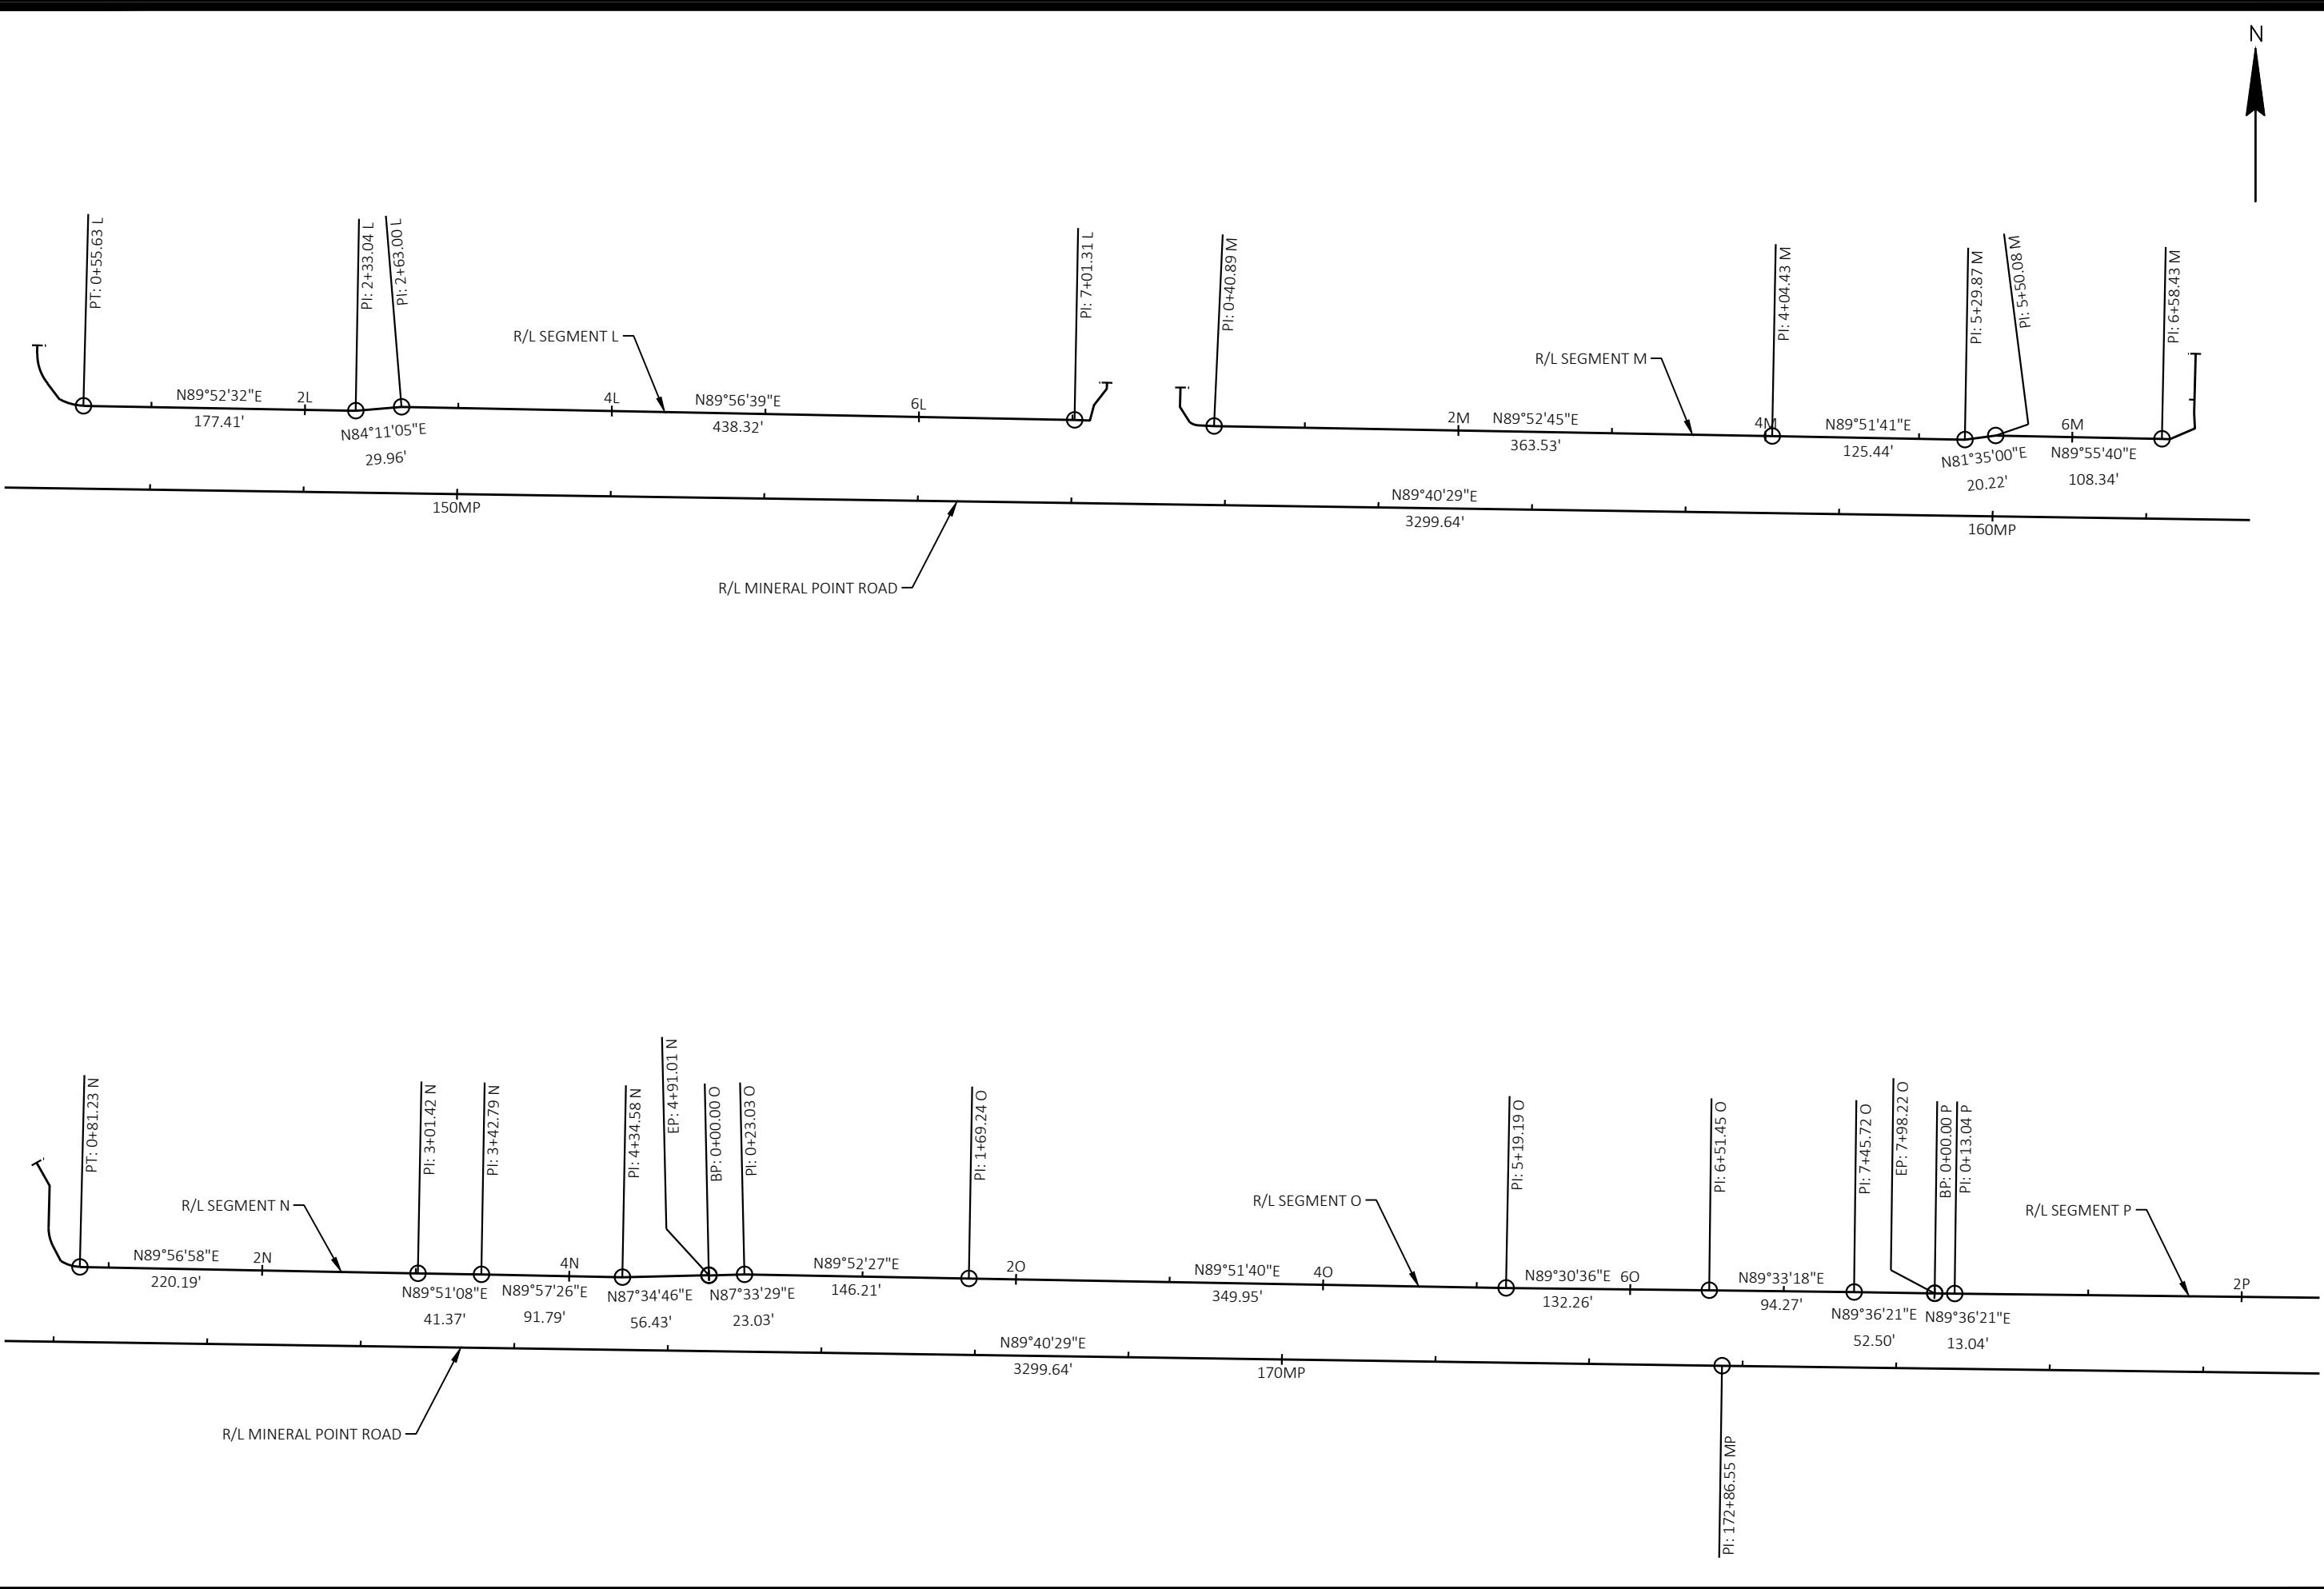 N
PT: 0+55.63 L
PI: 2+33.04 L
PI: 2+63.00 L
PI: 7+01.31 L
PI: 0+40.89 M
PI: 4+04.43 M
PI: 5+29.87 M
PI: 5+50.08 M
PI: 6+58.43 M
R/L SEGMENT L
R/L SEGMENT M
N89°52'32"E
177.41'
2L
N84°11'05"E
29.96'
4L
N89°56'39"E
438.32'
6L
2M
N89°52'45"E
363.53'
4M
N89°51'41"E
125.44'
N81°35'00"E
20.22'
6M
N89°55'40"E
108.34'
150MP
N89°40'29"E
3299.64'
160MP
R/L MINERAL POINT ROAD
PT: 0+81.23 N
PI: 3+01.42 N
PI: 3+42.79 N
PI: 4+34.58 N
EP: 4+91.01 N
BP: 0+00.00 O
PI: 0+23.03 O
PI: 1+69.24 O
PI: 5+19.19 O
PI: 6+51.45 O
PI: 7+45.72 O
EP: 7+98.22 O
BP: 0+00.00 P
PI: 0+13.04 P
R/L SEGMENT N
R/L SEGMENT O
R/L SEGMENT P
N89°56'58"E
220.19'
2N
N89°51'08"E
41.37'
N89°57'26"E
91.79'
4N
N87°34'46"E
56.43'
N87°33'29"E
23.03'
N89°52'27"E
146.21'
2O
N89°51'40"E
349.95'
4O
N89°30'36"E
132.26'
6O
N89°33'18"E
94.27'
N89°36'21"E
52.50'
N89°36'21"E
13.04'
2P
N89°40'29"E
3299.64'
170MP
R/L MINERAL POINT ROAD
PI: 172+86.55 MP